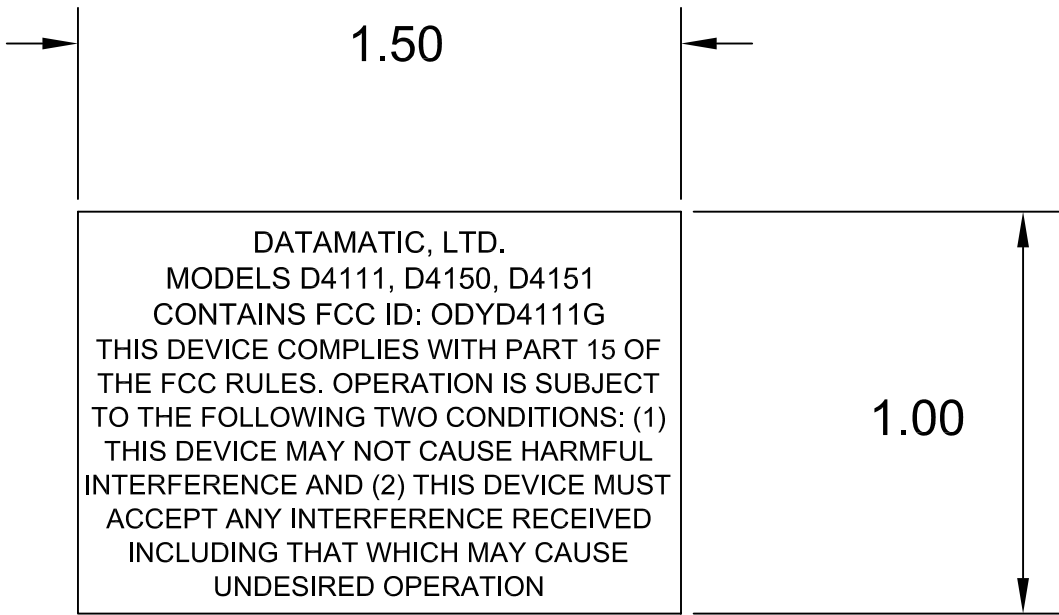 1.50
DATAMATIC, LTD.
MODELS D4111, D4150, D4151
CONTAINS FCC ID: ODYD4111G
THIS DEVICE COMPLIES WITH PART 15 OF
THE FCC RULES. OPERATION IS SUBJECT
TO THE FOLLOWING TWO CONDITIONS: (1)
THIS DEVICE MAY NOT CAUSE HARMFUL
INTERFERENCE AND (2) THIS DEVICE MUST
ACCEPT ANY INTERFERENCE RECEIVED
INCLUDING THAT WHICH MAY CAUSE
UNDESIRED OPERATION
1.00